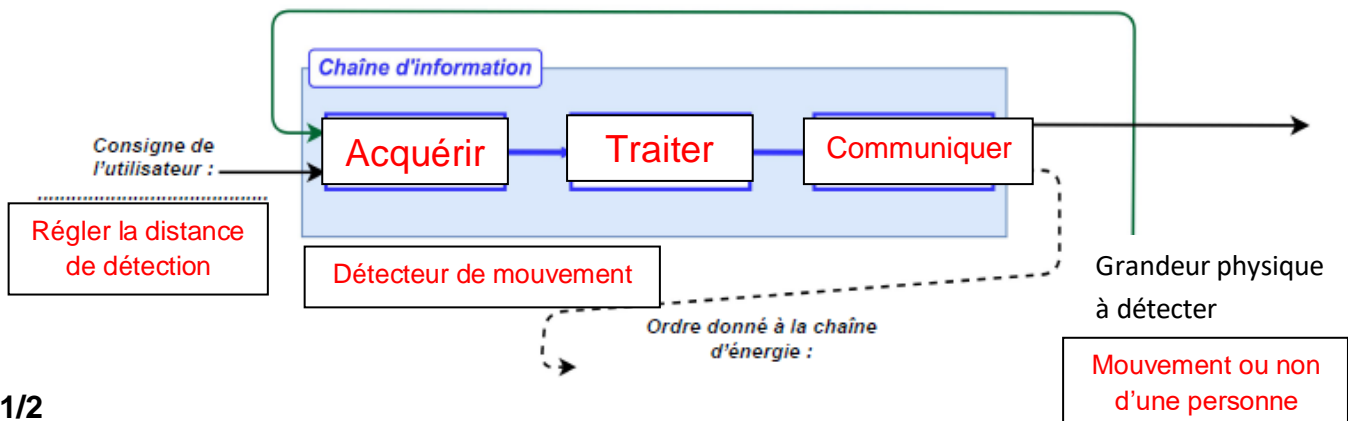 Chaîne d'information
Consigne de
l'utilisateur :
Acquérir
Traiter
Communiquer
Régler la distance
de détection
Détecteur de mouvement
Grandeur physique
à détecter
Ordre donné à la chaîne
d'énergie :
Mouvement ou non
d'une personne
1/2